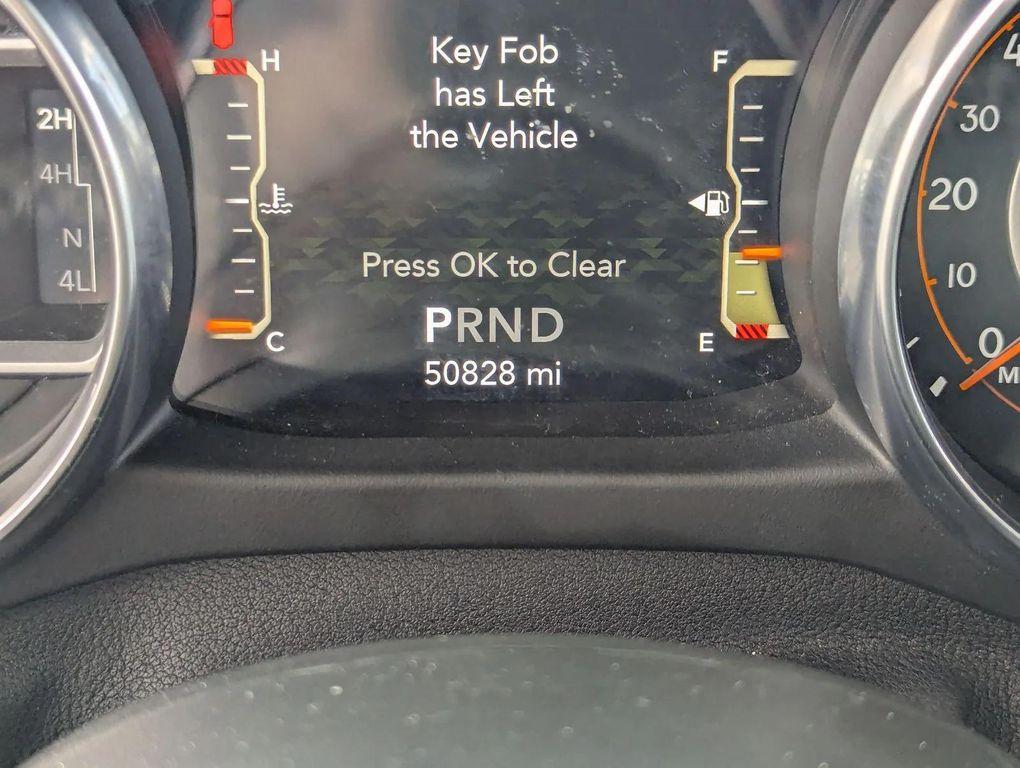 Key Fob
has Left
the Vehicle
Press OK to Clear
PRND
50828 mi
H
C
F
E
2H
4H
N
4L
30
20
10
0